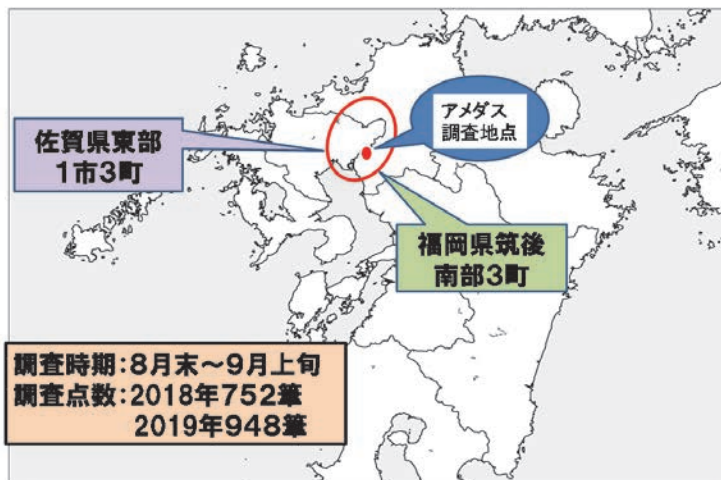 アメダス
調査地点
佐賀県東部
1市3町
福岡県筑後
南部3町
調査時期:8月末~9月上旬
調査点数:2018年752筆
2019年948筆